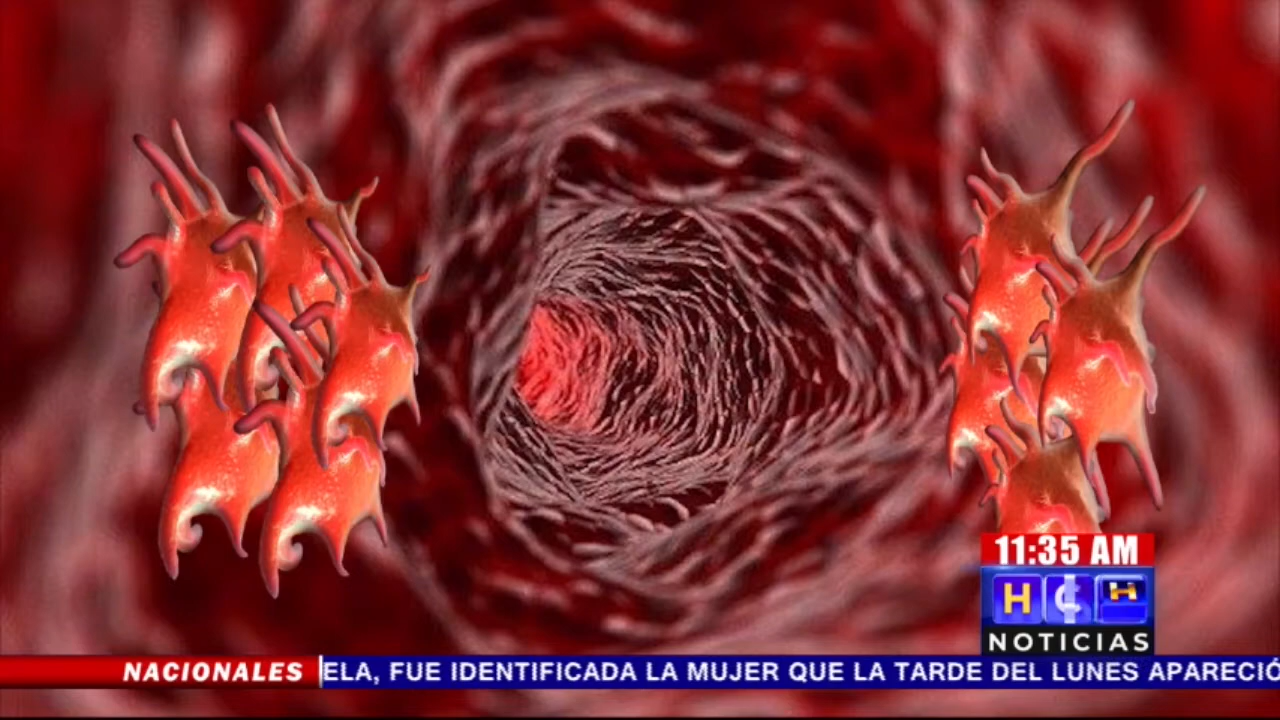 11:35 AM
HCH
NOTICIAS
NACIONALES
ELA, FUE IDENTIFICADA LA MUJER QUE LA TARDE DEL LUNES APARECIÓ